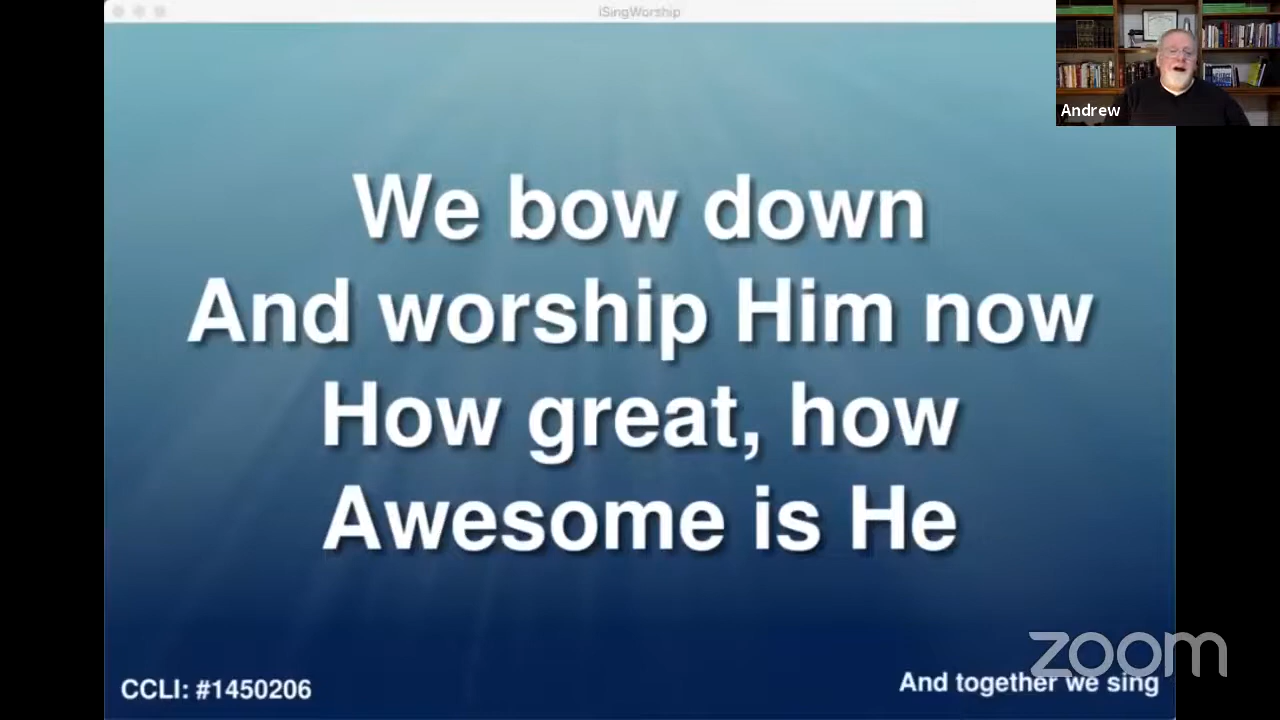 iSingWorship
Andrew
We bow down
And worship Him now
How great, how
Awesome is He
CCLI: #1450206
And together we sing
zoom